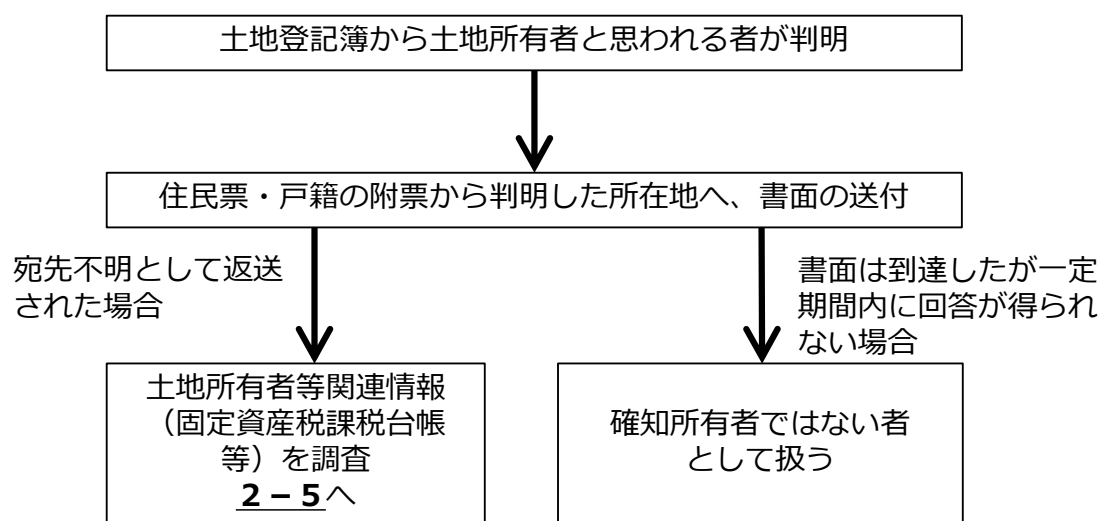 土地登記簿から土地所有者と思われる者が判明
住民票・戸籍の附票から判明した所在地へ、書面の送付
宛先不明として返送
された場合
書面は到達したが一定
期間内に回答が得られ
ない場合
土地所有者等関連情報
（固定資産税課税台帳
等）を調査
２－５へ
確知所有者ではない者
として扱う